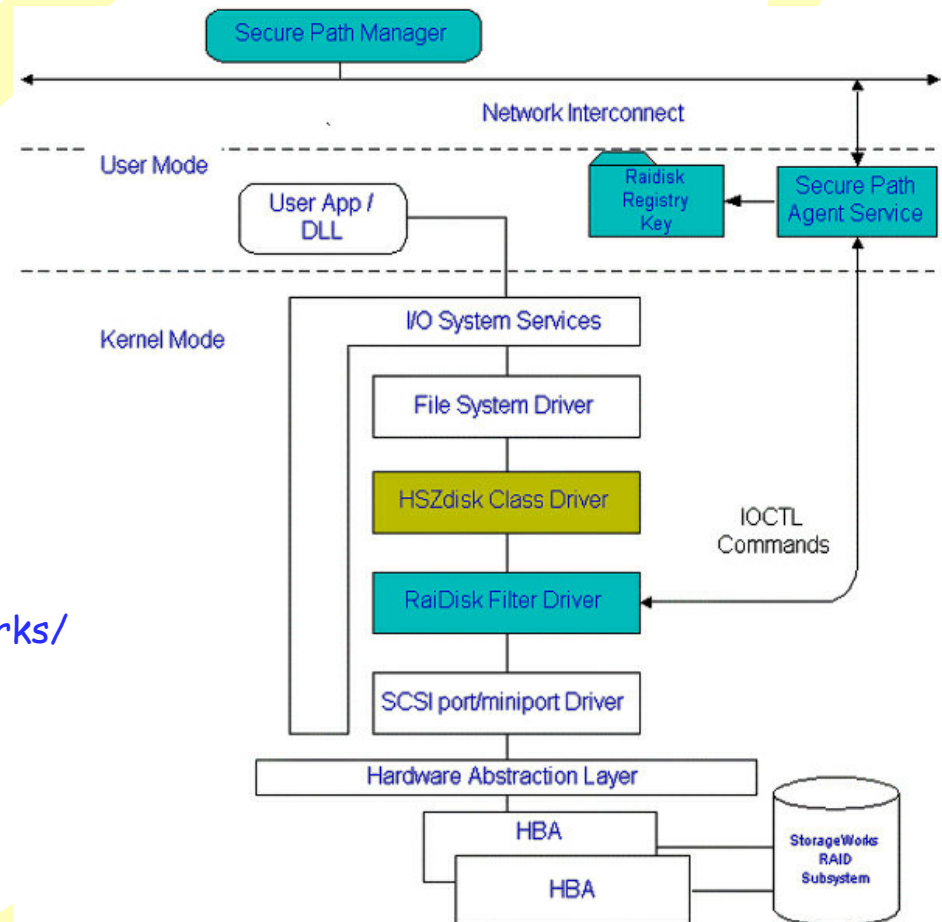 Secure Path Manager
Network Interconnect
User Mode
User App /
DLL
Raidisk
Registry
Key
Secure Path
Agent Service
Kernel Mode
I/O System Services
File System Driver
HSZdisk Class Driver
IOCTL
Commands
RaiDisk Filter Driver
rks/
SCSI port/miniport Driver
Hardware Abstraction Layer
HBA
HBA
StorageWorks
RAID
Subsystem